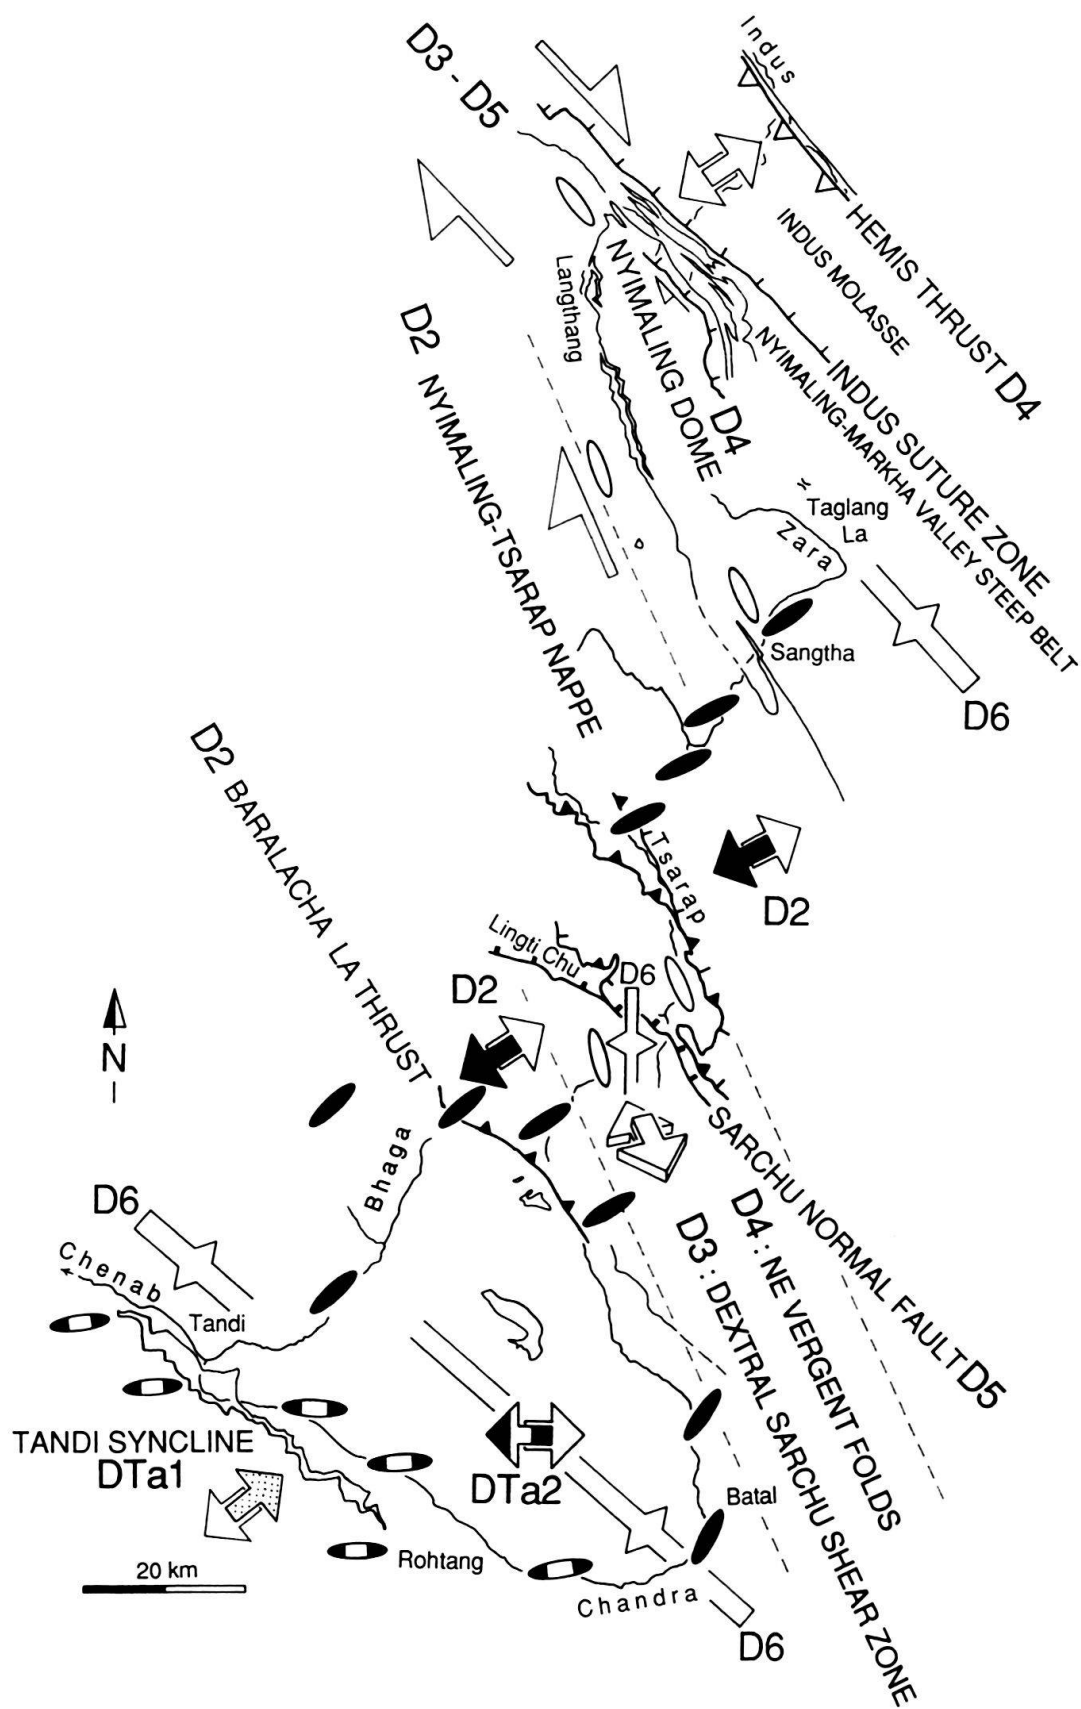 Indus
D3 - D5
HEMIS THRUST D4
INDUS MOLASSE
Langthang
NYIMALING DOME
D4
INDUS SUTURE ZONE
NYIMALING-MARKHA VALLEY STEEP BELT
D2 NYIMALING-TSARAP NAPPE
Taglang
La
Zara
Sangtha
D6
D2 BARALACHA LA THRUST
Tsarap
D2
Lingti Chu
D6
D2
N
SARCHU NORMAL FAULT D5
Bhaga
D4: NE VERGENT FOLDS
D3: DEXTRAL SARCHU SHEAR ZONE
D6
Chenab
Tandi
TANDI SYNCLINE
DTa1
DTa2
Batal
Rohtang
20 km
Chandra
D6